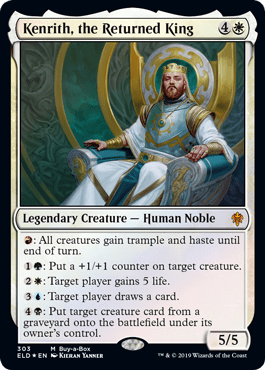 Kenrith, the Returned King 4
Legendary Creature — Human Noble
: All creatures gain trample and haste until
end of turn.
1 : Put a +1/+1 counter on target creature.
2 : Target player gains 5 life.
3 : Target player draws a card.
4 : Put target creature card from a
graveyard onto the battlefield under its
owner's control.
5/5
303 M Buy-a-Box
ELD EN KIERAN YANNER
™ & © 2019 Wizards of the Coast